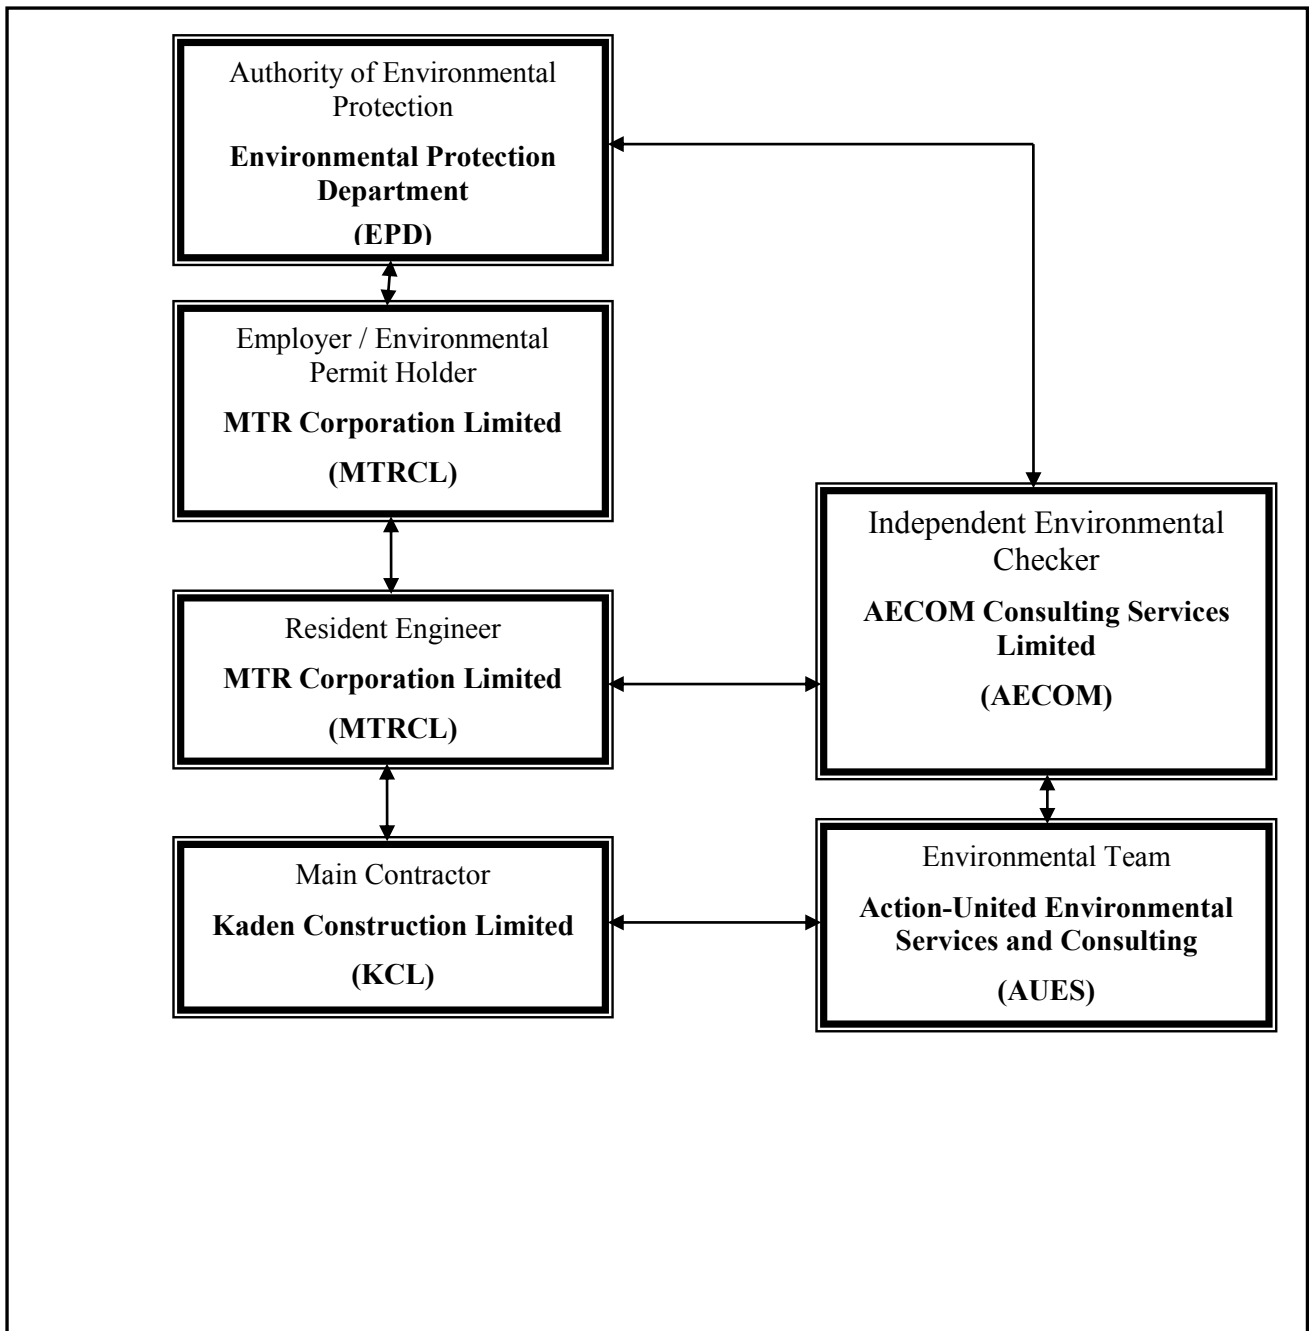 Authority of Environmental
Protection
Environmental Protection
Department
(EPD)
Employer / Environmental
Permit Holder
MTR Corporation Limited
(MTRCL)
Resident Engineer
MTR Corporation Limited
(MTRCL)
Main Contractor
Kaden Construction Limited
(KCL)
Independent Environmental
Checker
AECOM Consulting Services
Limited
(AECOM)
Environmental Team
Action-United Environmental
Services and Consulting
(AUES)